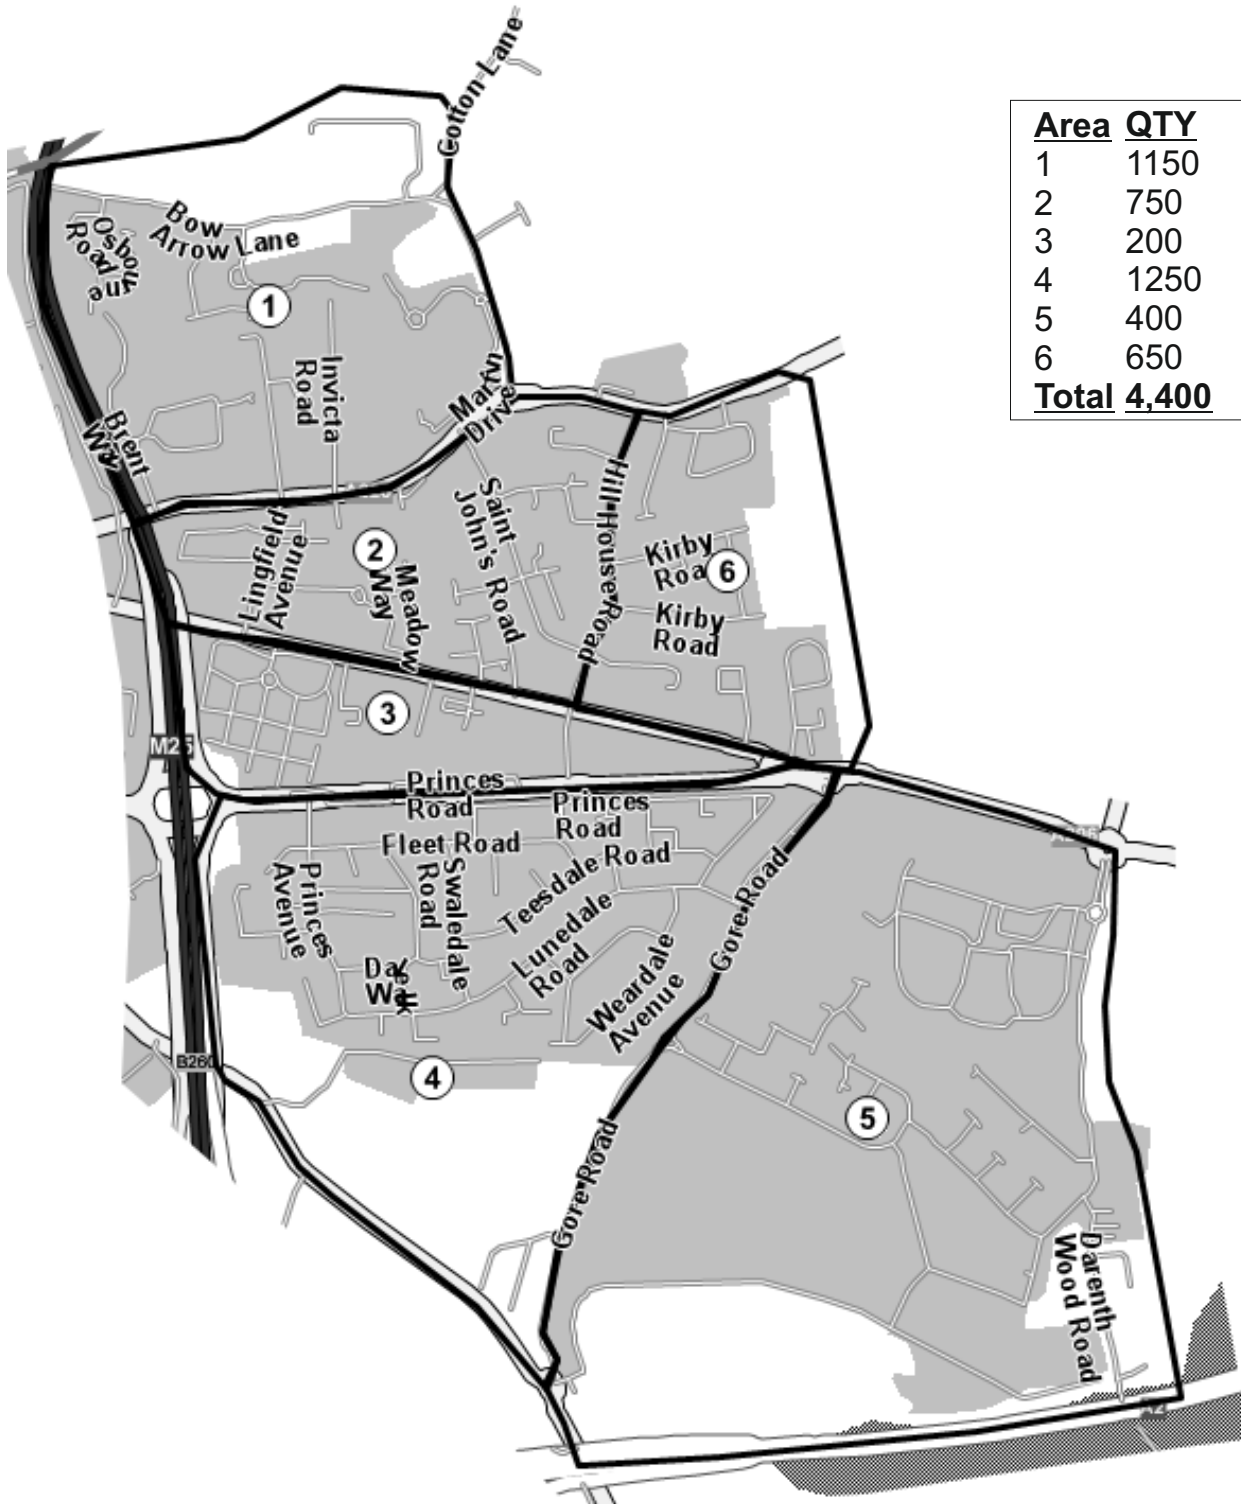 Cotton Lane
Area QTY
1 1150
2 750
3 200
4 1250
5 400
6 650
Total 4,400
Bow
Arrow Lane
Osbourne
Road
1
Invicta
Road
Marlyn
Drive
Brent
Way
Hill House Road
Saint
John's Road
Lingfield
Avenue
2
Meadow
Way
Kirby
Road
6
Kirby
Road
3
M25
Princes
Road
Princes
Road
Fleet Road
Princes
Avenue
Swaledale
Road
Teesdale Road
Lunedale
Road
Gore Road
Weardale
Avenue
B260
4
5
Gore Road
Darenth
Wood Road